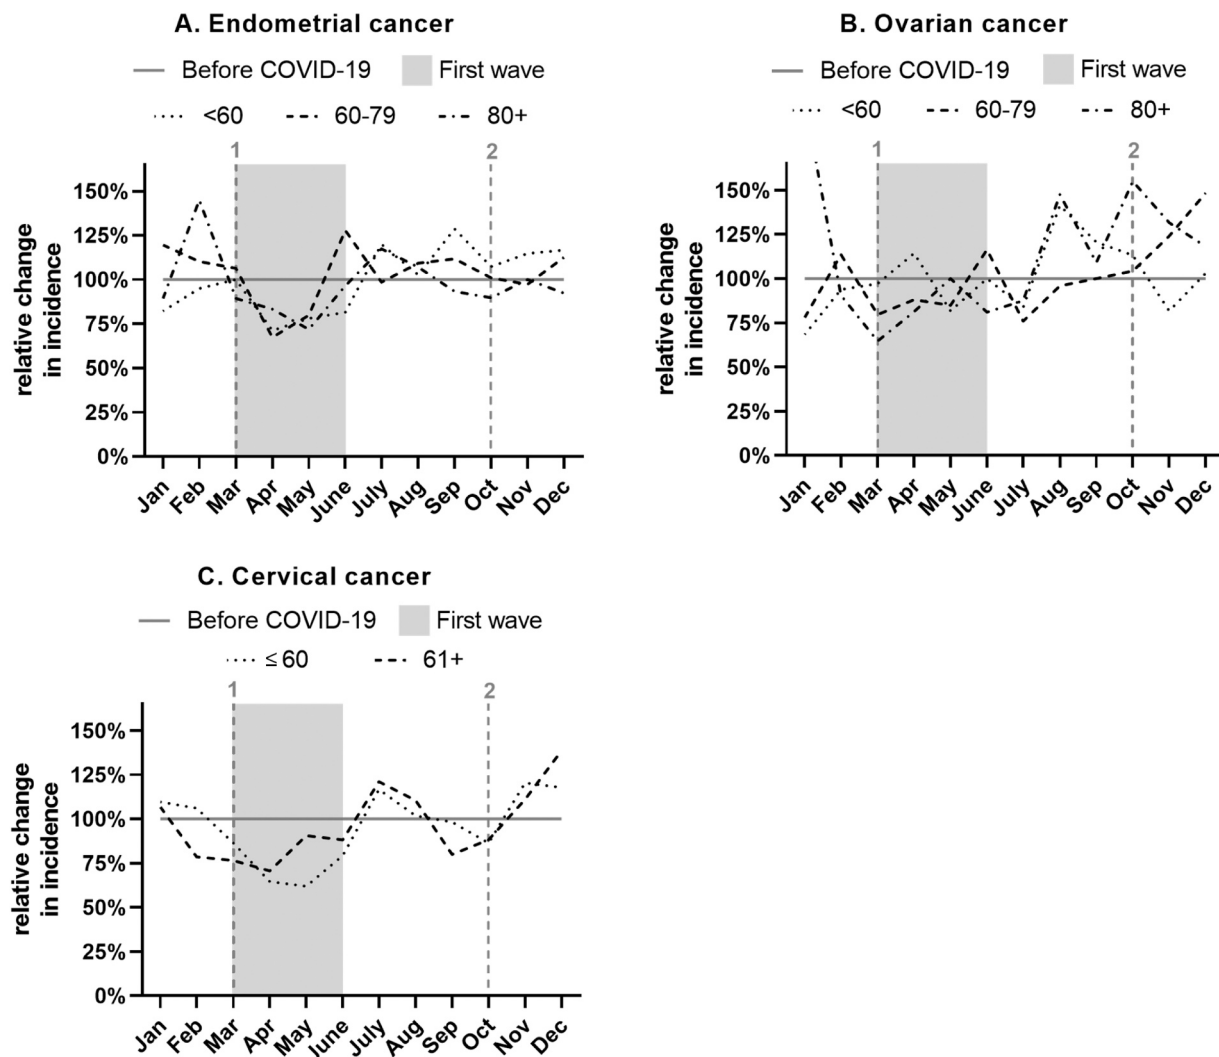 A. Endometrial cancer
Before COVID-19 First wave
<60 60-79 80+
1 2
150%
125%
100%
75%
50%
25%
0%
relative change
in incidence
Jan Feb Mar Apr May June July Aug Sep Oct Nov Dec
B. Ovarian cancer
Before COVID-19 First wave
<60 60-79 80+
1 2
150%
125%
100%
75%
50%
25%
0%
relative change
in incidence
Jan Feb Mar Apr May June July Aug Sep Oct Nov Dec
C. Cervical cancer
Before COVID-19 First wave
≤ 60 61+
1 2
150%
125%
100%
75%
50%
25%
0%
relative change
in incidence
Jan Feb Mar Apr May June July Aug Sep Oct Nov Dec